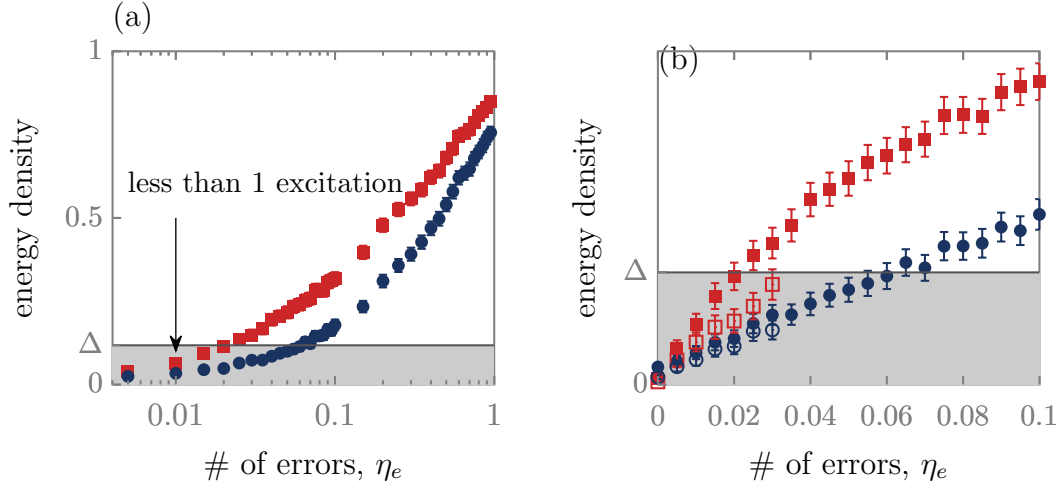 (a)
1
0.5
Δ
0
energy density
less than 1 excitation
0.01
0.1
1
# of errors, ηₑ
(b)
Δ
0
energy density
0
0.02
0.04
0.06
0.08
0.1
# of errors, ηₑ